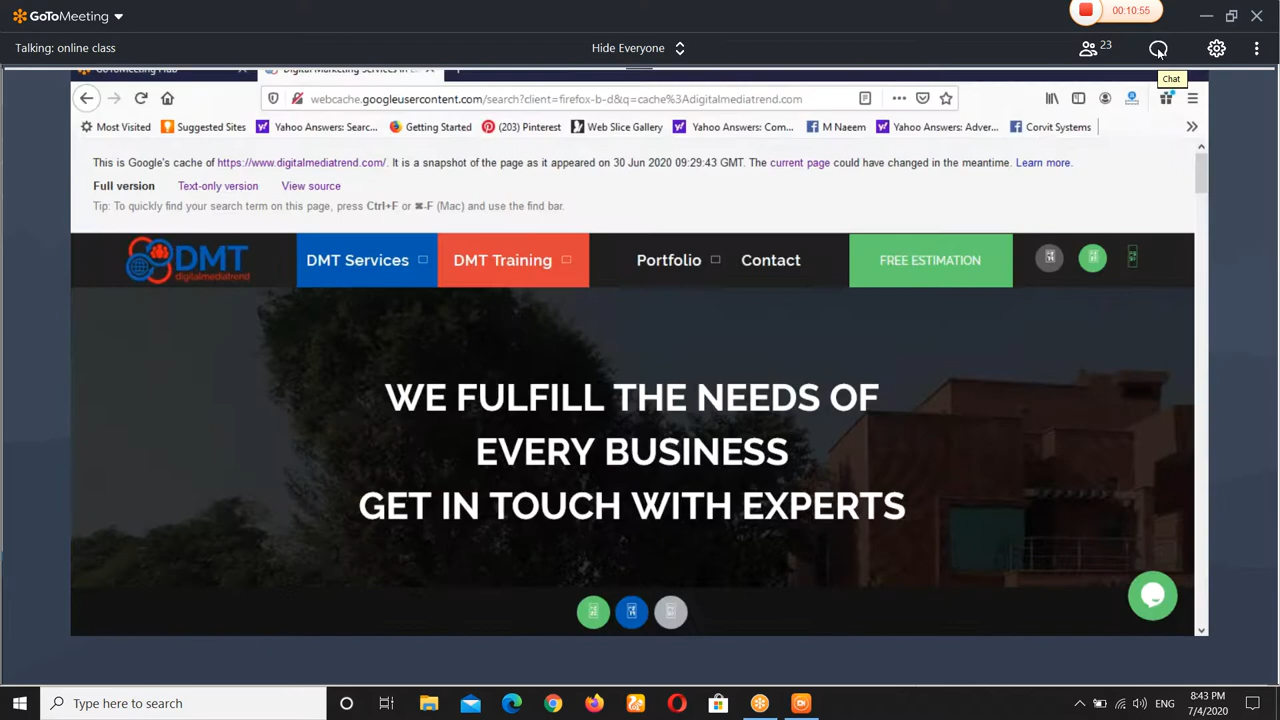 GoToMeeting
00:10:55
Talking: online class
Hide Everyone
23
Chat
Digital Marketing Services in
webcache.googleusercontent.com/search?client=firefox-b-d&q=cache%3Adigitalmediatrend.com
Most Visited Suggested Sites Yahoo Answers: Searc... Getting Started (203) Pinterest Web Slice Gallery Yahoo Answers: Com... M Naeem Yahoo Answers: Adver... Corvit Systems
This is Google's cache of https://www.digitalmediatrend.com/. It is a snapshot of the page as it appeared on 30 Jun 2020 09:29:43 GMT. The current page could have changed in the meantime. Learn more.
Full version Text-only version View source
Tip: To quickly find your search term on this page, press Ctrl+F or ⌘-F (Mac) and use the find bar.
DMT
digitalmediatrend
DMT Services DMT Training Portfolio Contact FREE ESTIMATION
WE FULFILL THE NEEDS OF
EVERY BUSINESS
GET IN TOUCH WITH EXPERTS
Type here to search
ENG
8:43 PM
7/4/2020